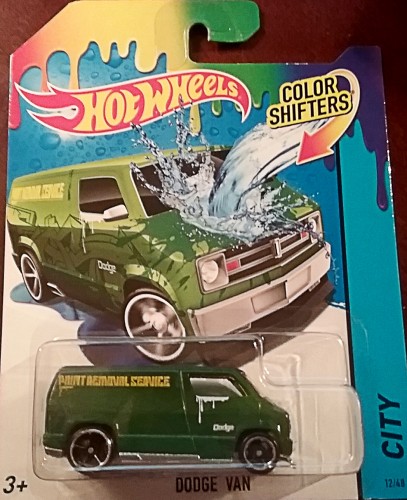 HOT WHEELS
COLOR
SHIFTERS
PAINT REMOVAL SERVICE
Dodge
PAINT REMOVAL SERVICE
Dodge
CITY
3+
DODGE VAN
12/48